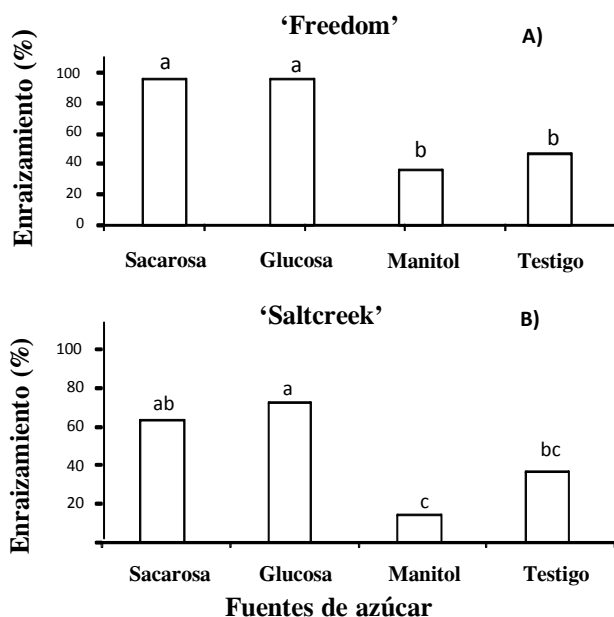 ‘Freedom’
A)
Enraizamiento (%)
100
80
60
40
20
0
a
a
b
b
Sacarosa Glucosa Manitol Testigo
‘Saltcreek’
B)
Enraizamiento (%)
100
80
60
40
20
ab
a
c
bc
Sacarosa Glucosa Manitol Testigo
Fuentes de azúcar